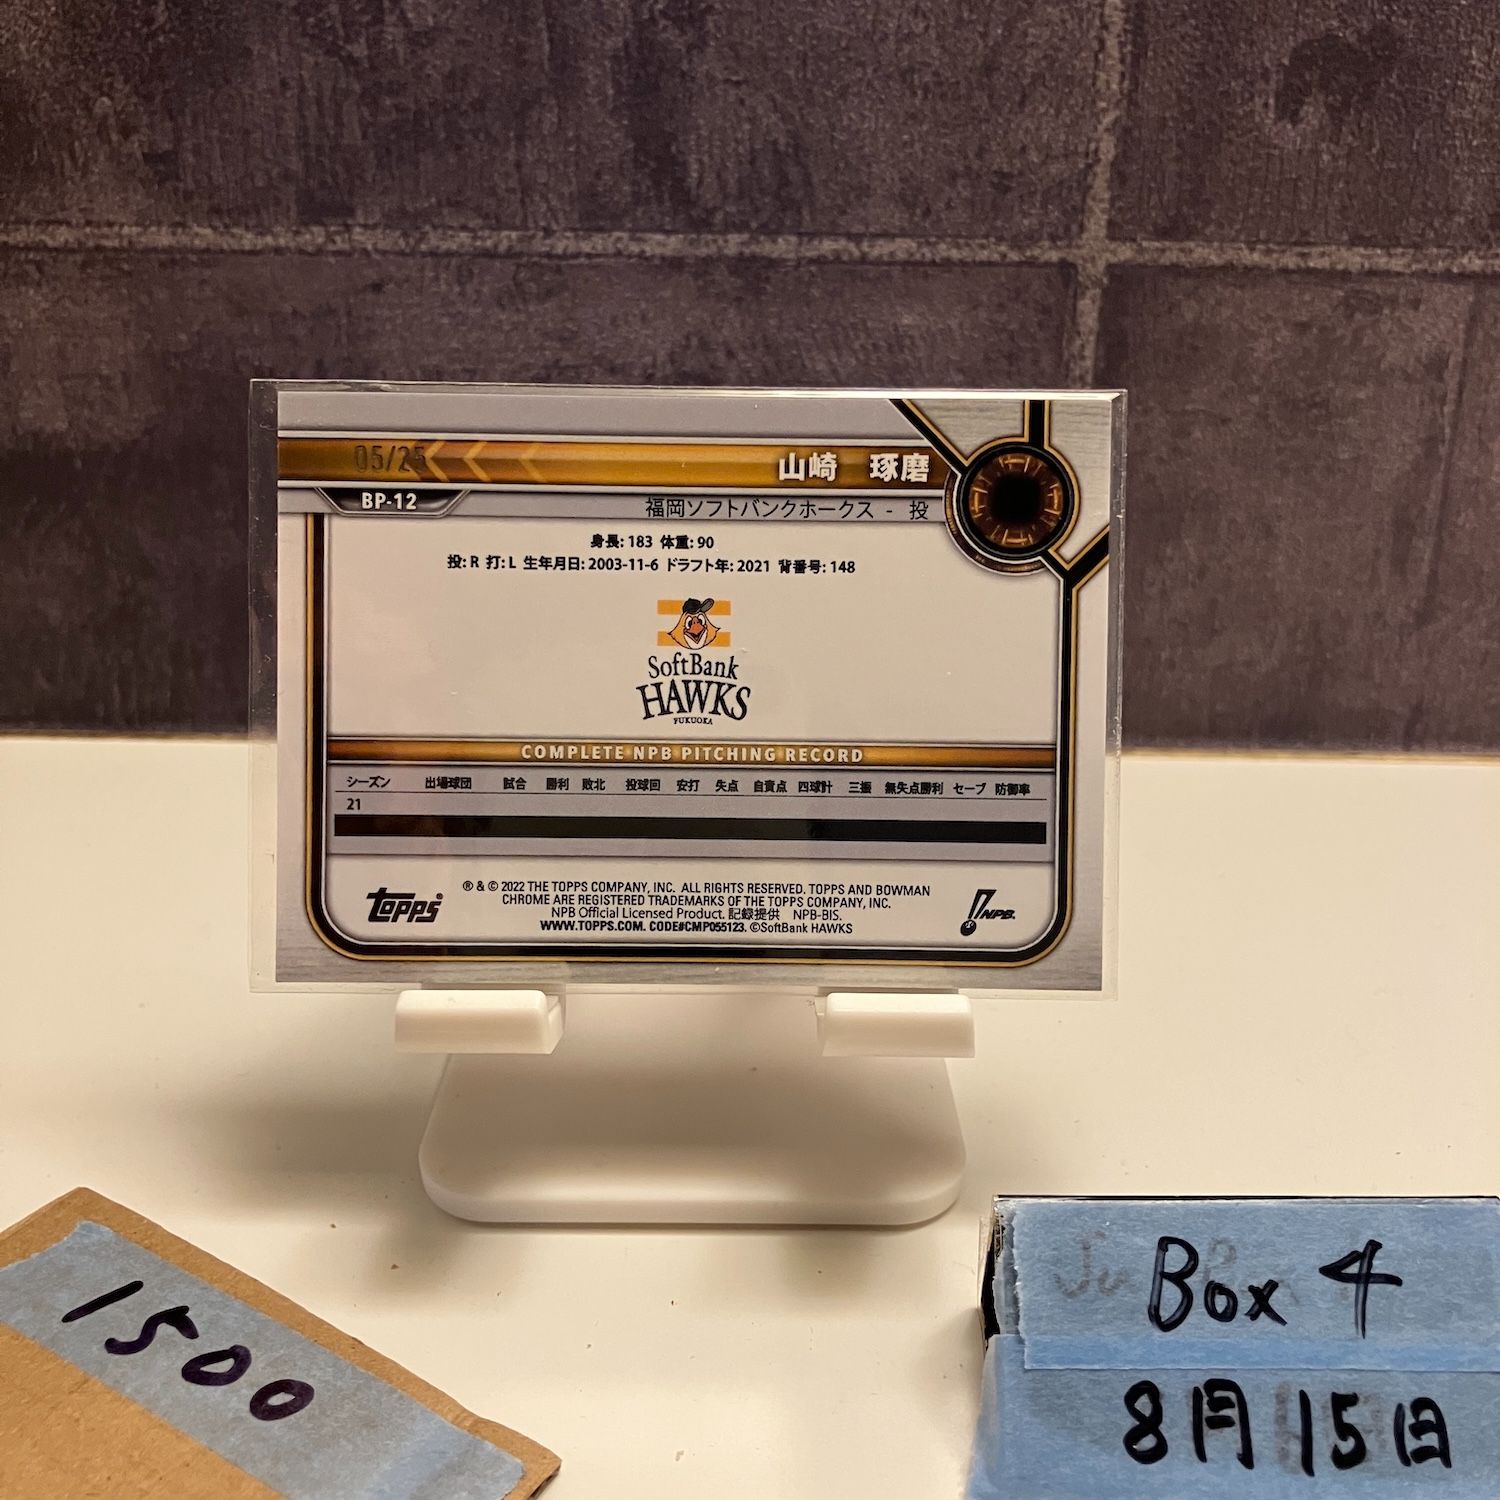 05/25
山崎 琢磨
BP-12
福岡ソフトバンクホークス - 投
身長: 183 体重: 90
投: R 打: L 生年月日: 2003-11-6 ドラフト年: 2021 背番号: 148
SoftBank
HAWKS
FUKUOKA
COMPLETE NPB PITCHING RECORD
シーズン 出場球団 試合 勝利 敗北 投球回 安打 失点 自責点 四球計 三振 無失点勝利 セーブ 防御率
21
topps®
® & © 2022 THE TOPPS COMPANY, INC. ALL RIGHTS RESERVED. TOPPS AND BOWMAN
CHROME ARE REGISTERED TRADEMARKS OF THE TOPPS COMPANY, INC.
NPB Official Licensed Product. 記録提供 NPB-BIS.
WWW.TOPPS.COM. CODE#CMP055123. ©SoftBank HAWKS
NPB.
1500
Box 4
8月15日